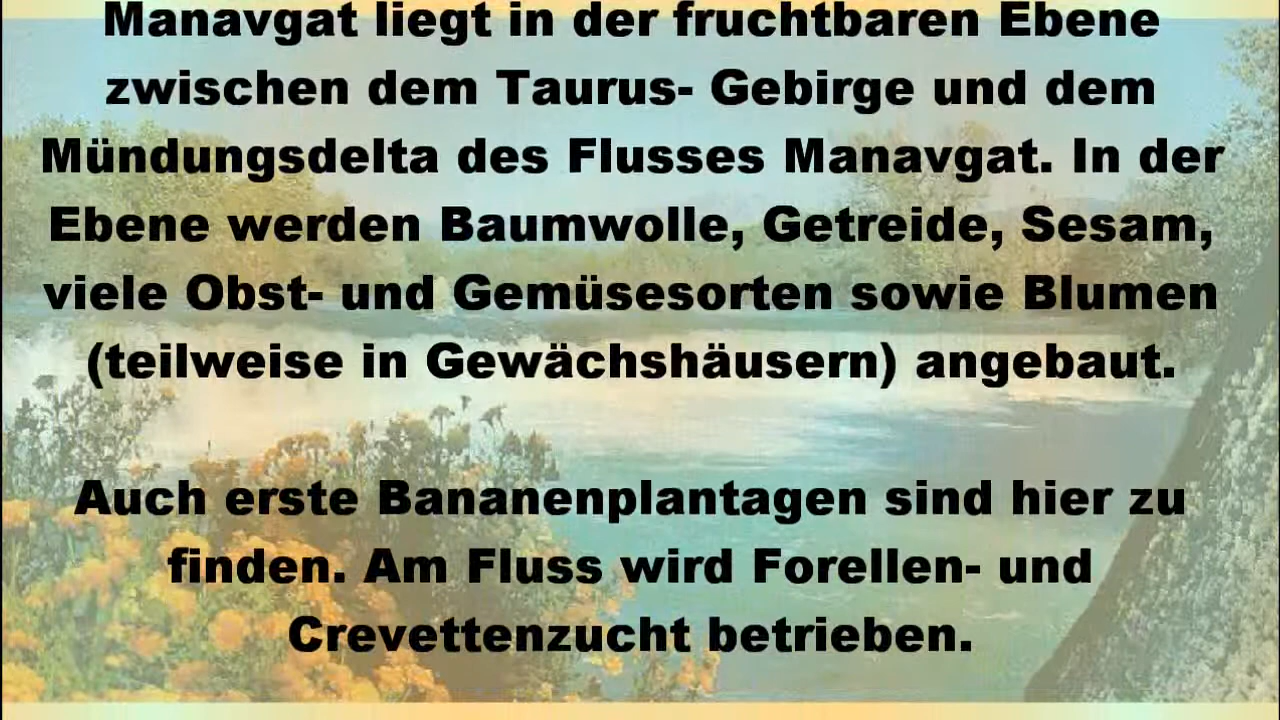 Manavgat liegt in der fruchtbaren Ebene
zwischen dem Taurus- Gebirge und dem
Mündungsdelta des Flusses Manavgat. In der
Ebene werden Baumwolle, Getreide, Sesam,
viele Obst- und Gemüsesorten sowie Blumen
(teilweise in Gewächshäusern) angebaut.
Auch erste Bananenplantagen sind hier zu
finden. Am Fluss wird Forellen- und
Crevettenzucht betrieben.